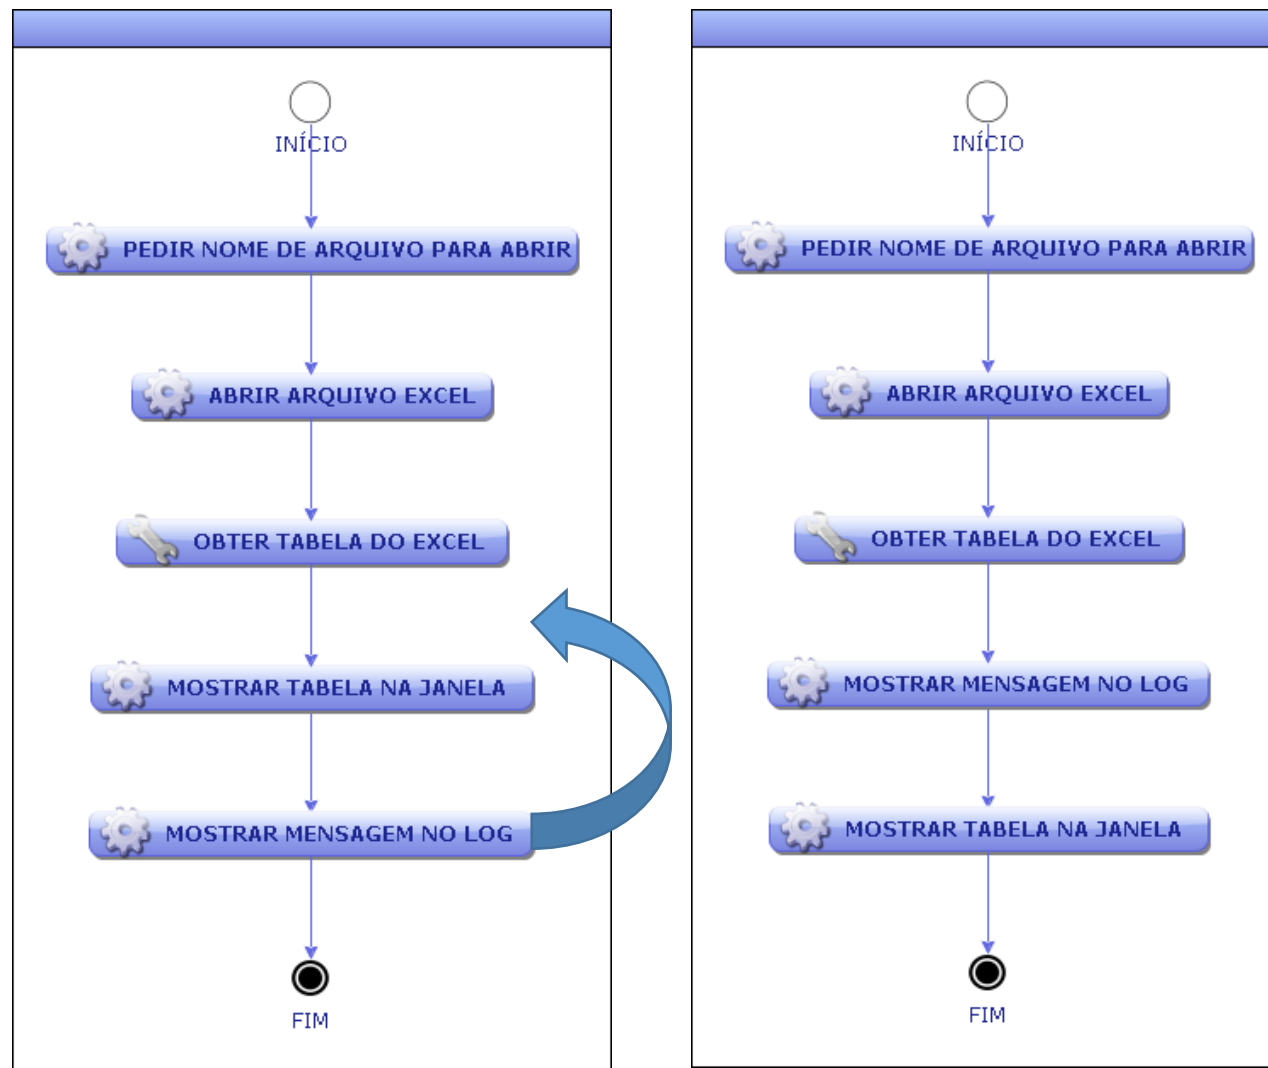 INÍCIO
PEDIR NOME DE ARQUIVO PARA ABRIR
ABRIR ARQUIVO EXCEL
OBTER TABELA DO EXCEL
MOSTRAR TABELA NA JANELA
MOSTRAR MENSAGEM NO LOG
FIM
INÍCIO
PEDIR NOME DE ARQUIVO PARA ABRIR
ABRIR ARQUIVO EXCEL
OBTER TABELA DO EXCEL
MOSTRAR MENSAGEM NO LOG
MOSTRAR TABELA NA JANELA
FIM